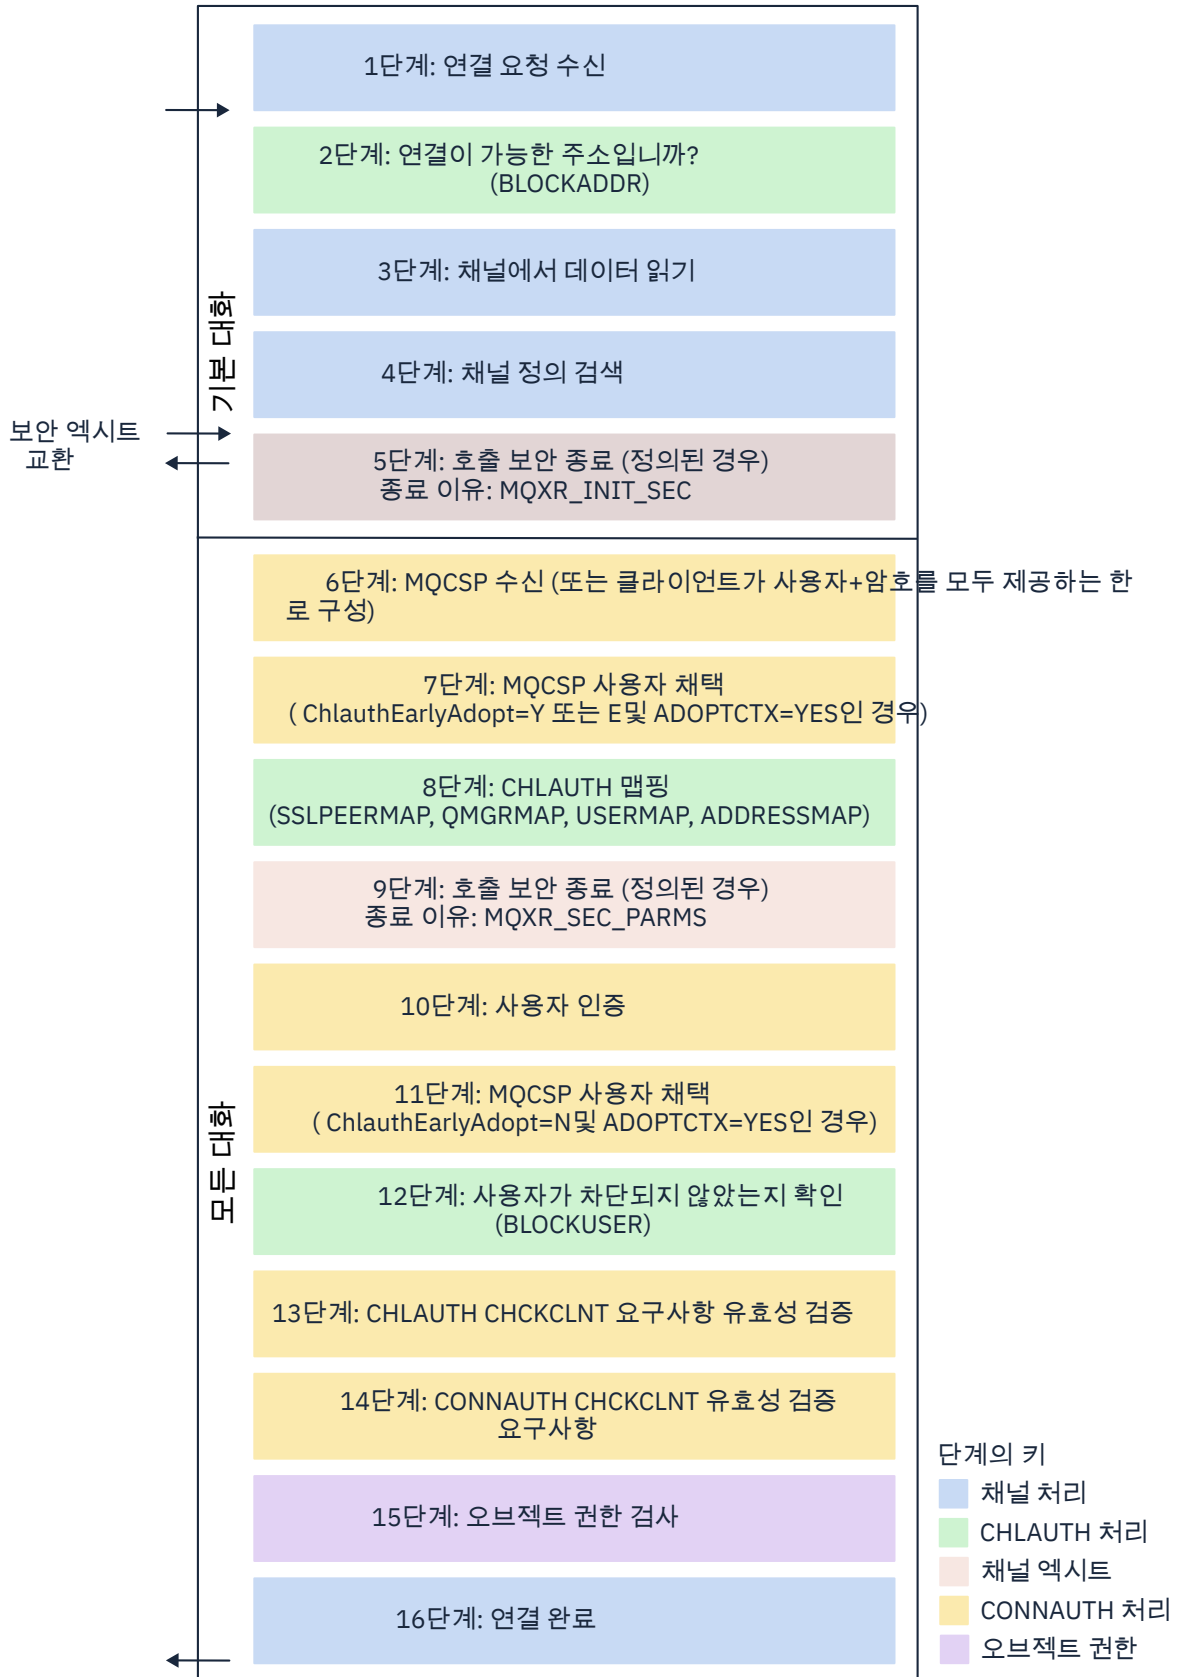 1단계: 연결 요청 수신
2단계: 연결이 가능한 주소입니까?
(BLOCKADDR)
3단계: 채널에서 데이터 읽기
4단계: 채널 정의 검색
기본 대화
보안 엑시트
교환
5단계: 호출 보안 종료 (정의된 경우)
종료 이유: MQXR_INIT_SEC
6단계: MQCSP 수신 (또는 클라이언트가 사용자+암호를 모두 제공하는 한
로 구성)
7단계: MQCSP 사용자 채택
( ChlauthEarlyAdopt=Y 또는 E및 ADOPTCTX=YES인 경우)
8단계: CHLAUTH 맵핑
(SSLPEERMAP, QMGRMAP, USERMAP, ADDRESSMAP)
9단계: 호출 보안 종료 (정의된 경우)
종료 이유: MQXR_SEC_PARMS
10단계: 사용자 인증
11단계: MQCSP 사용자 채택
( ChlauthEarlyAdopt=N및 ADOPTCTX=YES인 경우)
모든 대화
12단계: 사용자가 차단되지 않았는지 확인
(BLOCKUSER)
13단계: CHLAUTH CHCKCLNT 요구사항 유효성 검증
14단계: CONNAUTH CHCKCLNT 유효성 검증
요구사항
15단계: 오브젝트 권한 검사
16단계: 연결 완료
단계의 키
채널 처리
CHLAUTH 처리
채널 엑시트
CONNAUTH 처리
오브젝트 권한